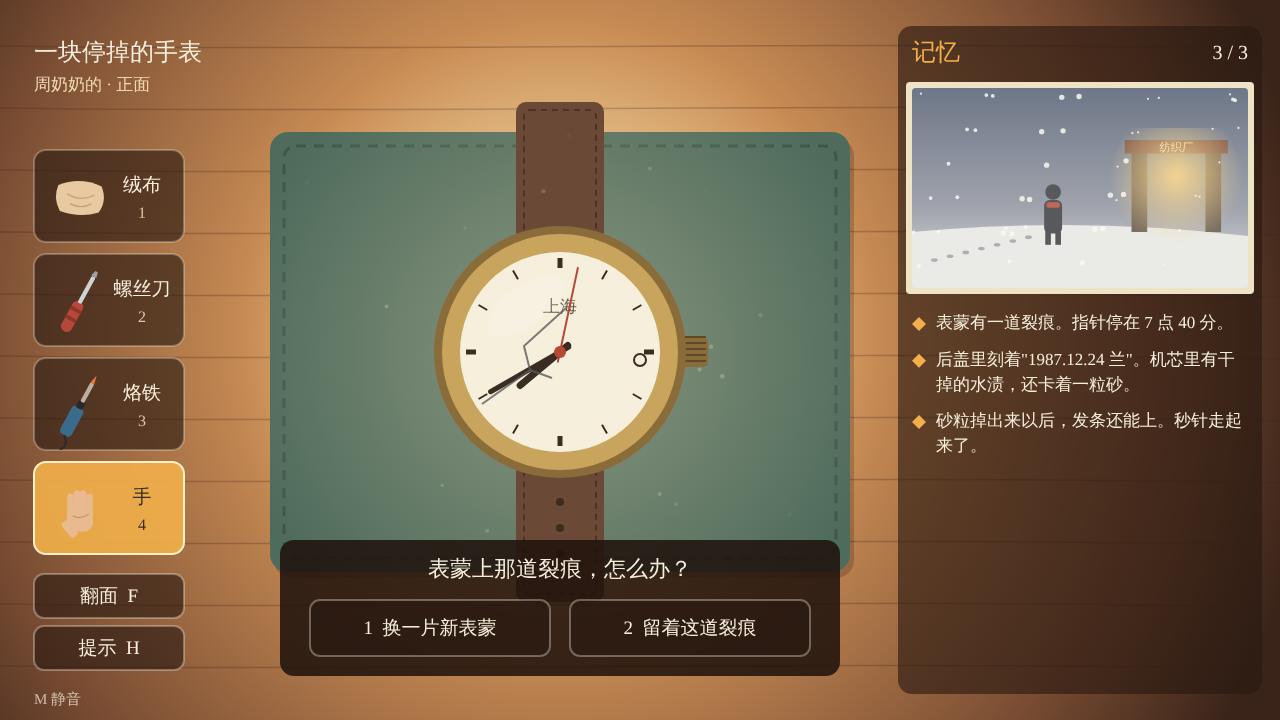 一块停掉的手表
周奶奶的 · 正面
绒布
1
螺丝刀
2
烙铁
3
手
4
翻面 F
提示 H
M 静音
上海
表蒙上那道裂痕，怎么办？
1 换一片新表蒙
2 留着这道裂痕
记忆
3 / 3
纺织厂
表蒙有一道裂痕。指针停在 7 点 40 分。
后盖里刻着"1987.12.24 兰"。机芯里有干
掉的水渍，还卡着一粒砂。
砂粒掉出来以后，发条还能上。秒针走起
来了。